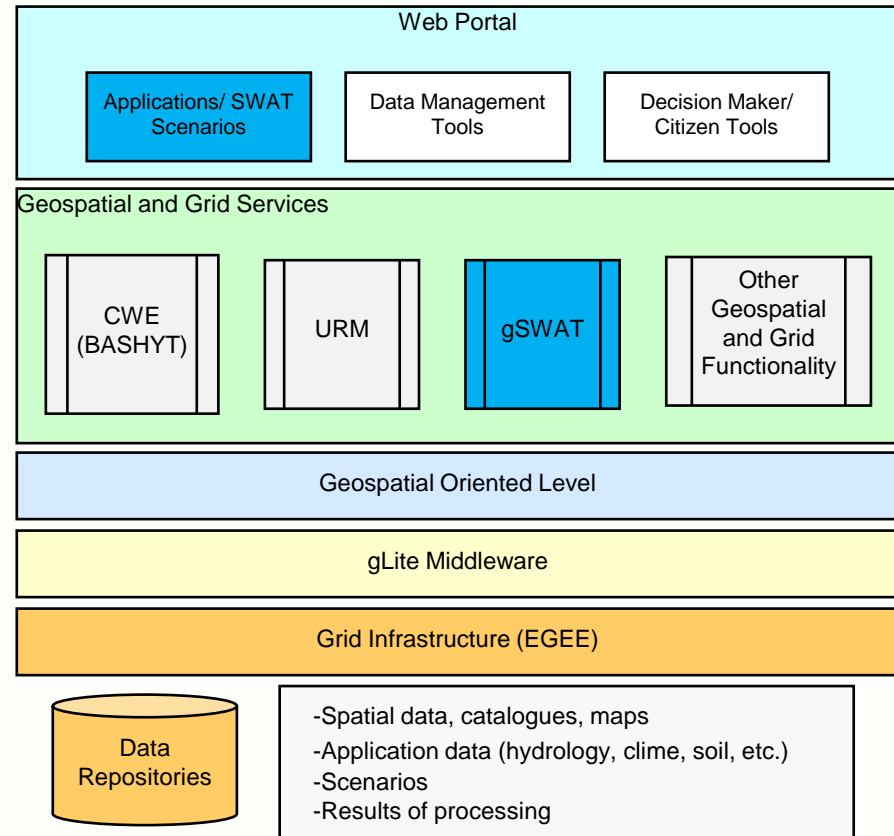 Web Portal
Applications/ SWAT
Scenarios
Data Management
Tools
Decision Maker/
Citizen Tools
Geospatial and Grid Services
CWE
(BASHYT)
URM
gSWAT
Other
Geospatial
and Grid
Functionality
Geospatial Oriented Level
gLite Middleware
Grid Infrastructure (EGEE)
Data
Repositories
-Spatial data, catalogues, maps
-Application data (hydrology, clime, soil, etc.)
-Scenarios
-Results of processing